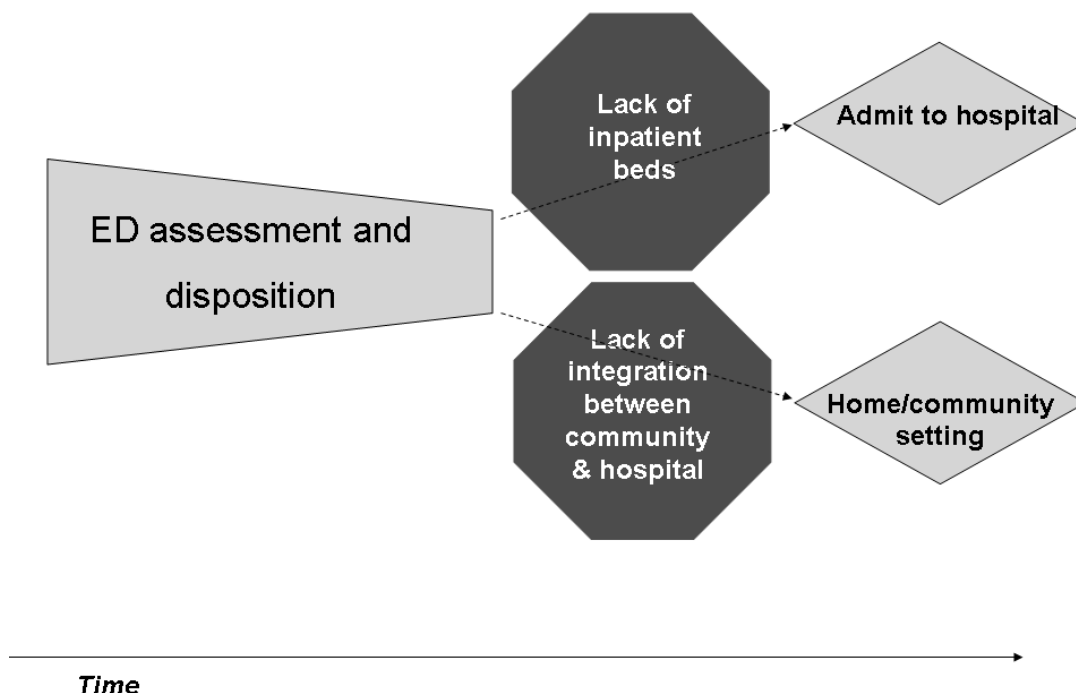 ED assessment and
disposition
Lack of
inpatient
beds
Admit to hospital
Lack of
integration
between
community
& hospital
Home/community
setting
Time